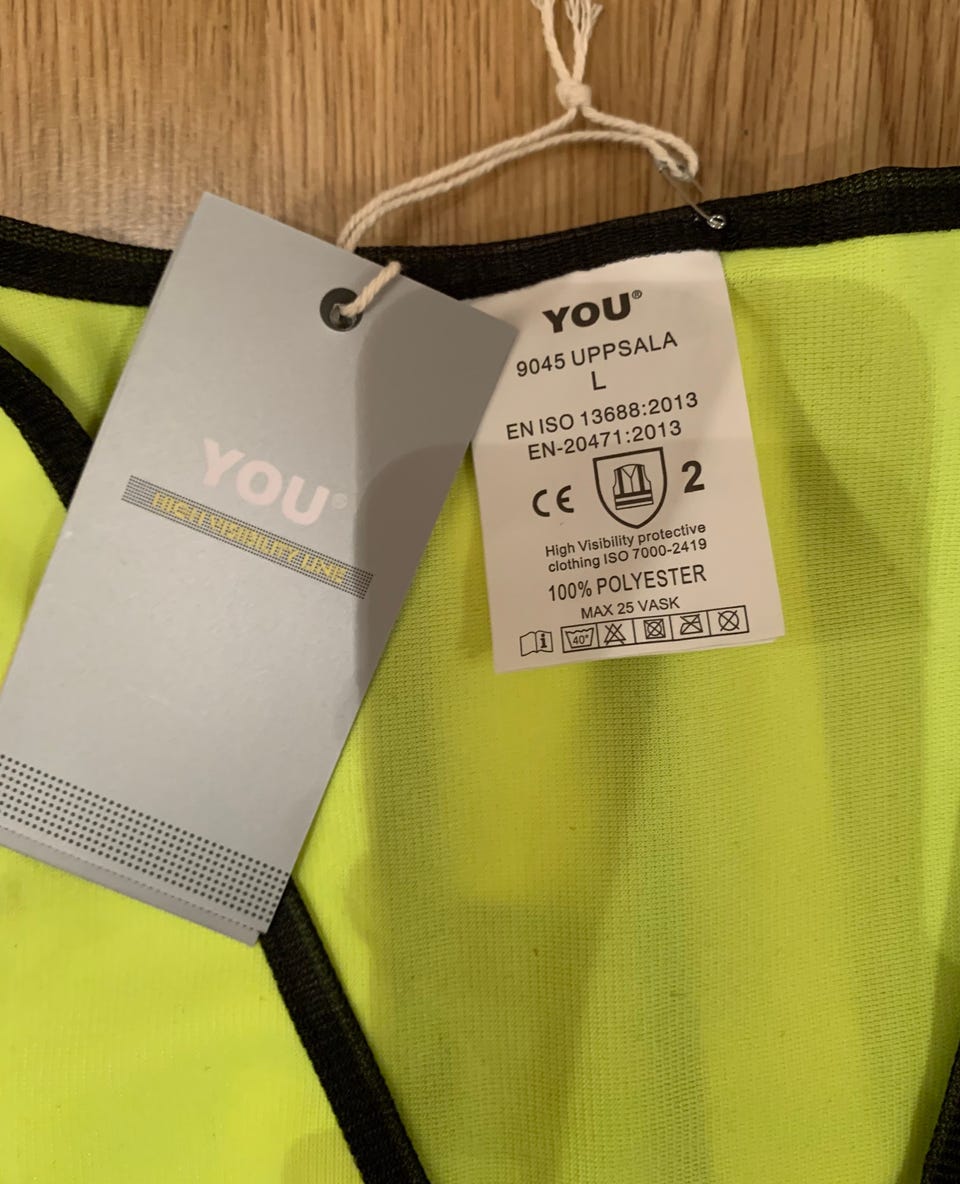 YOU®
HIGH VISIBILITY LINE
YOU®
9045 UPPSALA
L
EN ISO 13688:2013
EN-20471:2013
CE
2
High Visibility protective
clothing ISO 7000-2419
100% POLYESTER
MAX 25 VASK
i
40°